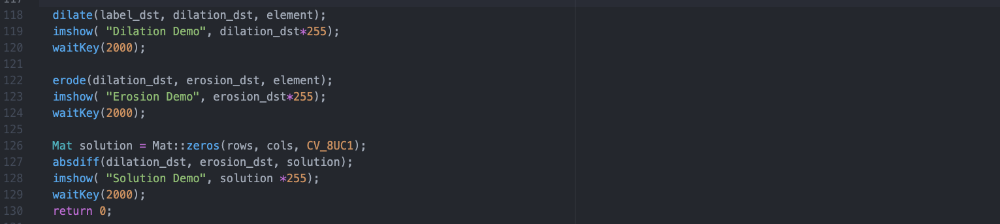 118 dilate(label_dst, dilation_dst, element);
119 imshow( "Dilation Demo", dilation_dst*255);
120 waitKey(2000);
121
122 erode(dilation_dst, erosion_dst, element);
123 imshow( "Erosion Demo", erosion_dst*255);
124 waitKey(2000);
125
126 Mat solution = Mat::zeros(rows, cols, CV_8UC1);
127 absdiff(dilation_dst, erosion_dst, solution);
128 imshow( "Solution Demo", solution *255);
129 waitKey(2000);
130 return 0;